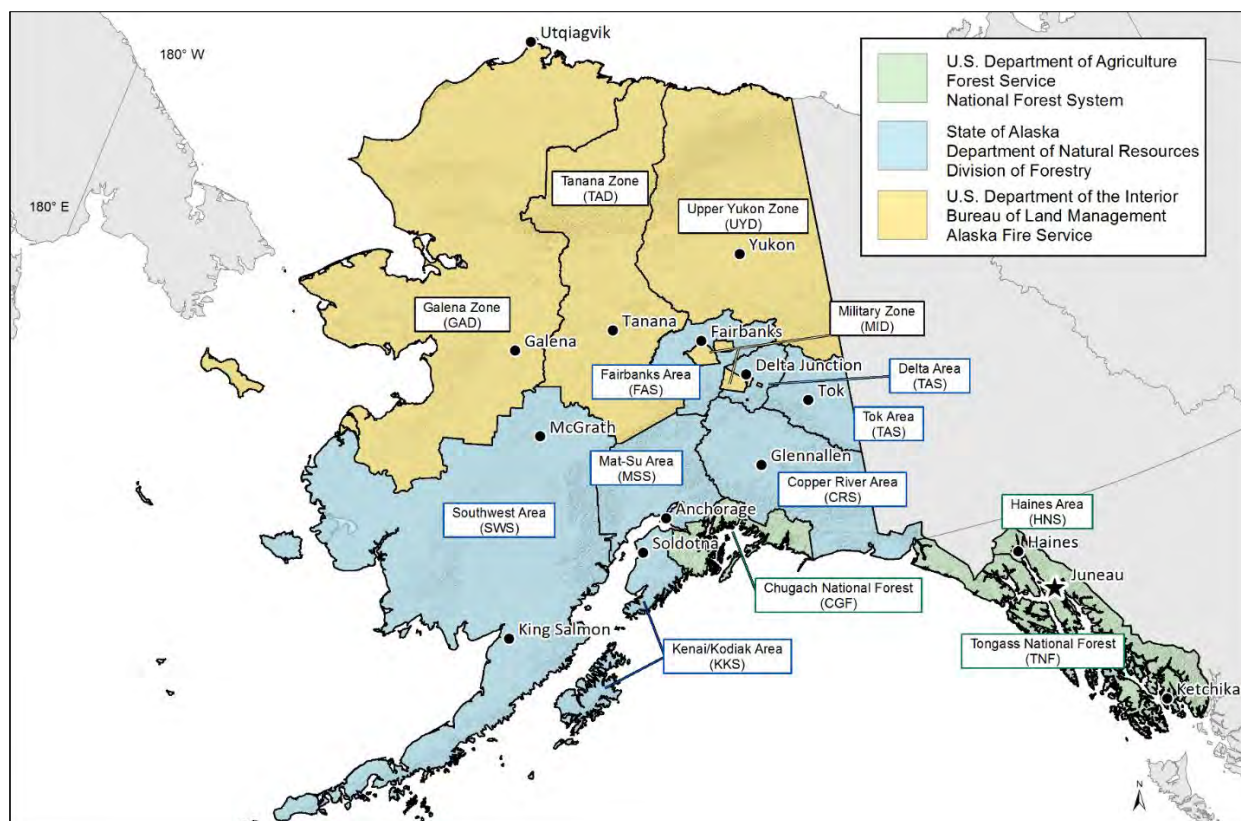 Utqiagvik
180° W
180° E
U.S. Department of Agriculture
Forest Service
National Forest System
State of Alaska
Department of Natural Resources
Division of Forestry
U.S. Department of the Interior
Bureau of Land Management
Alaska Fire Service
Tanana Zone
(TAD)
Upper Yukon Zone
(UYD)
Yukon
Galena Zone
(GAD)
Galena
Tanana
Military Zone
(MID)
Fairbanks
Fairbanks Area
(FAS)
Delta Junction
Delta Area
(TAS)
Tok
Tok Area
(TAS)
McGrath
Mat-Su Area
(MSS)
Glennallen
Copper River Area
(CRS)
Southwest Area
(SWS)
Anchorage
Soldotna
Haines Area
(HNS)
Haines
Juneau
Chugach National Forest
(CGF)
King Salmon
Kenai/Kodiak Area
(KKS)
Tongass National Forest
(TNF)
Ketchika
N